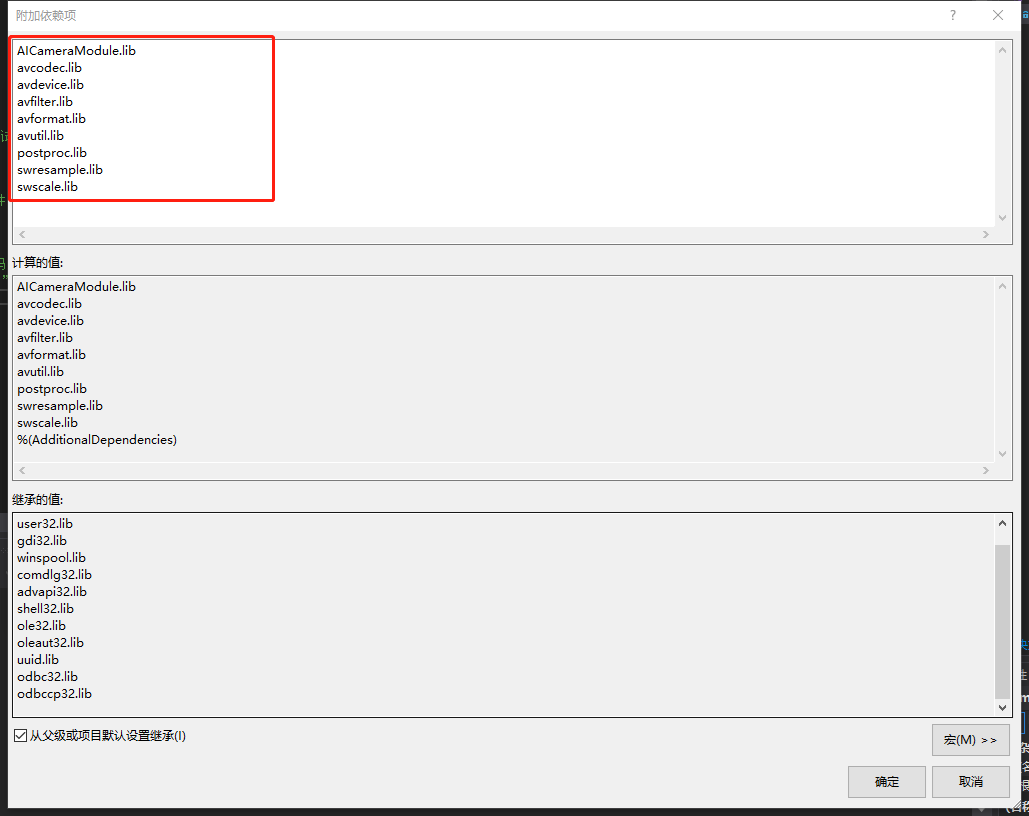 附加依赖项
?
AICameraModule.lib
avcodec.lib
avdevice.lib
avfilter.lib
avformat.lib
avutil.lib
postproc.lib
swresample.lib
swscale.lib
计算的值:
AICameraModule.lib
avcodec.lib
avdevice.lib
avfilter.lib
avformat.lib
avutil.lib
postproc.lib
swresample.lib
swscale.lib
%(AdditionalDependencies)
继承的值:
user32.lib
gdi32.lib
winspool.lib
comdlg32.lib
advapi32.lib
shell32.lib
ole32.lib
oleaut32.lib
uuid.lib
odbc32.lib
odbccp32.lib
从父级或项目默认设置继承(I)
宏(M) >>
确定
取消